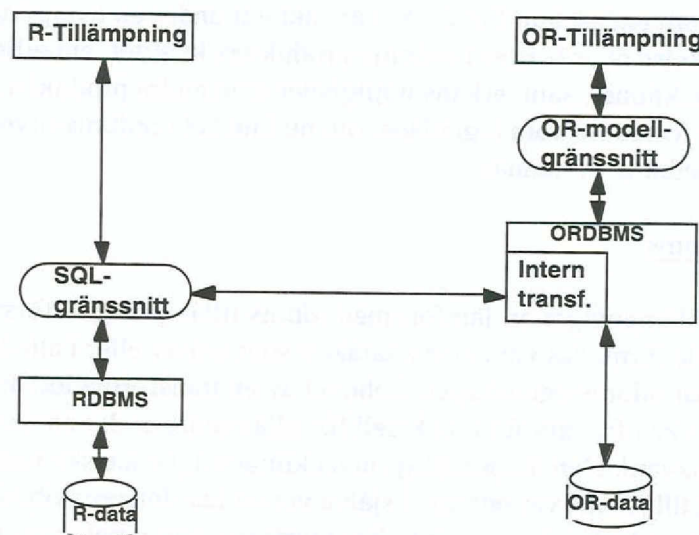 R-Tillämpning
OR-Tillämpning
OR-modell-
gränssnitt
ORDBMS
Intern
transf.
SQL-
gränssnitt
RDBMS
R-data
OR-data